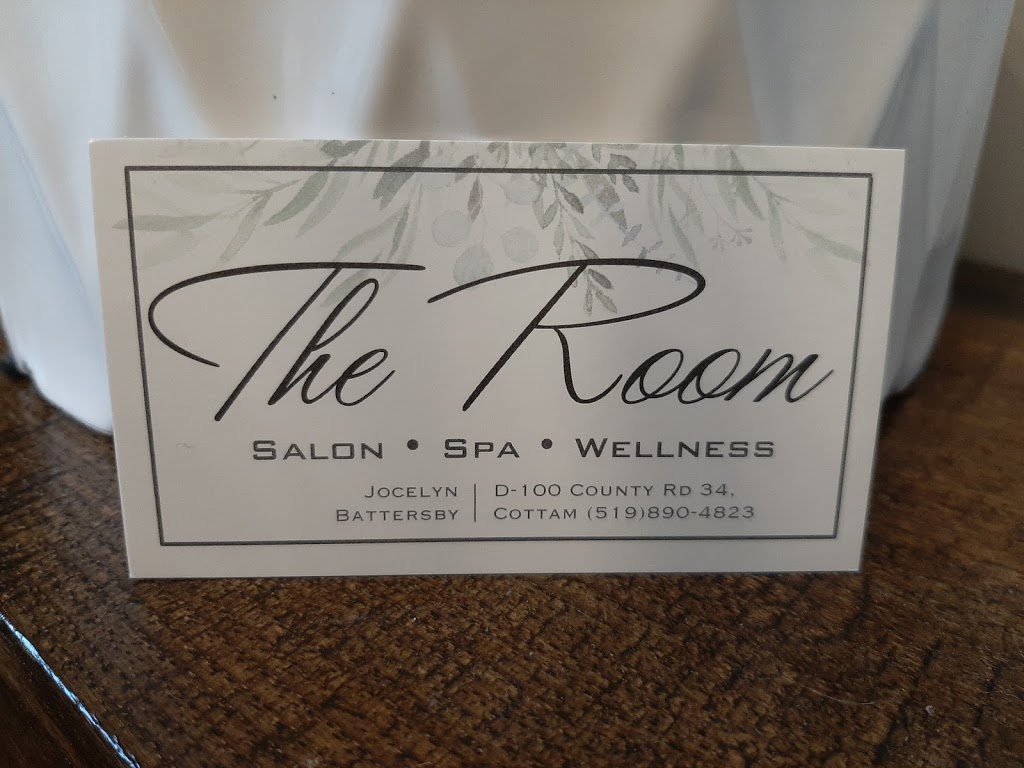 The Room
SALON • SPA • WELLNESS
JOCELYN BATTERSBY
D-100 COUNTY RD 34,
COTTAM (519)890-4823